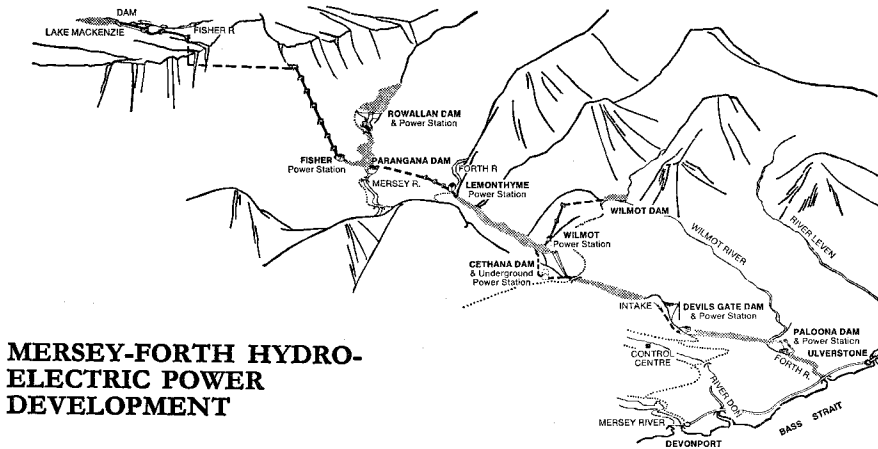 DAM
LAKE MACKENZIE
FISHER R
ROWALLAN DAM
& Power Station
FISHER
Power Station
PARANGANA DAM
MERSEY R.
FORTH R
LEMONTHYME
Power Station
WILMOT DAM
WILMOT
Power Station
WILMOT RIVER
RIVER LEVEN
CETHANA DAM
& Underground
Power Station
INTAKE
DEVILS GATE DAM
& Power Station
PALOONA DAM
& Power Station
ULVERSTONE
CONTROL
CENTRE
FORTH R.
RIVER DON
MERSEY RIVER
BASS STRAIT
DEVONPORT
MERSEY-FORTH HYDRO-
ELECTRIC POWER
DEVELOPMENT